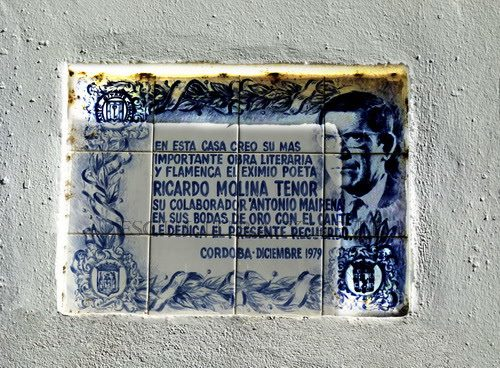 EN ESTA CASA CREO SU MAS
IMPORTANTE OBRA LITERARIA
Y FLAMENCA EL EXIMIO POETA
RICARDO MOLINA TENOR
SU COLABORADOR ANTONIO MAIRENA
EN SUS BODAS DE ORO CON EL CANTE
LE DEDICA EL PRESENTE RECUERDO
CORDOBA-DICIEMBRE 1979